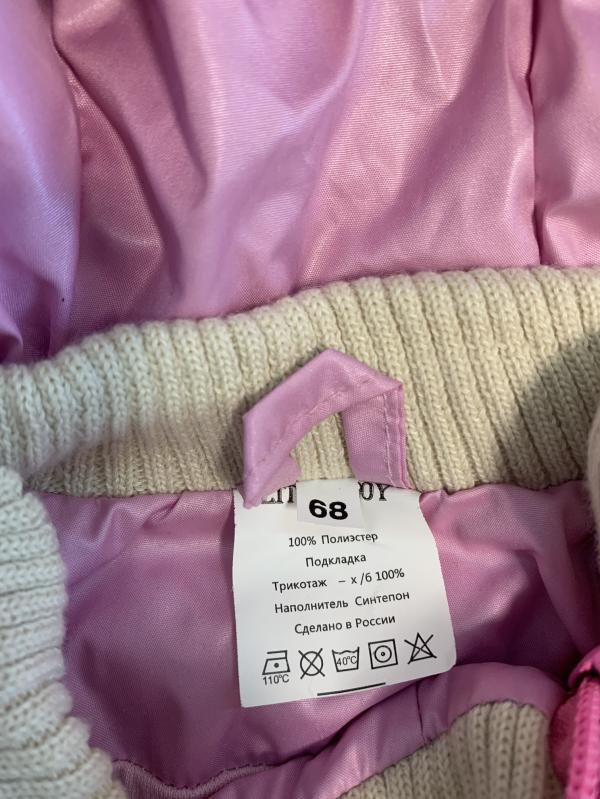 68
100% Полиэстер
Подкладка
Трикотаж – х/б 100%
Наполнитель Синтепон
Сделано в России
110°C 40°C